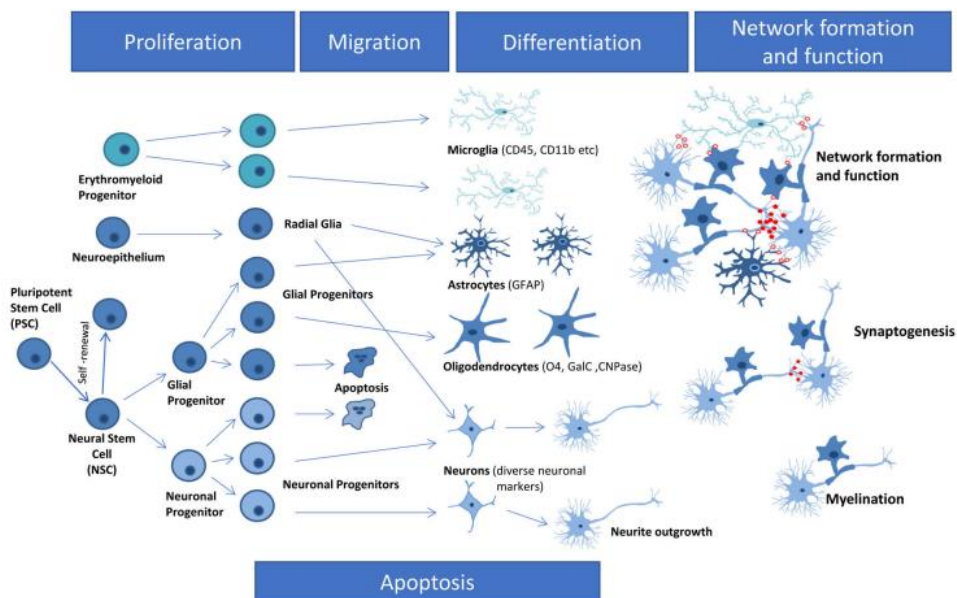 Proliferation
Migration
Differentiation
Network formation
and function
Erythromyeloid
Progenitor
Microglia (CD45, CD11b etc)
Network formation
and function
Neuroepithelium
Radial Glia
Astrocytes (GFAP)
Pluripotent
Stem Cell
(PSC)
Self -renewal
Glial Progenitors
Synaptogenesis
Oligodendrocytes (O4, GalC ,CNPase)
Glial
Progenitor
Apoptosis
Neural Stem
Cell
(NSC)
Neuronal
Progenitor
Neuronal Progenitors
Neurons (diverse neuronal
markers)
Myelination
Neurite outgrowth
Apoptosis